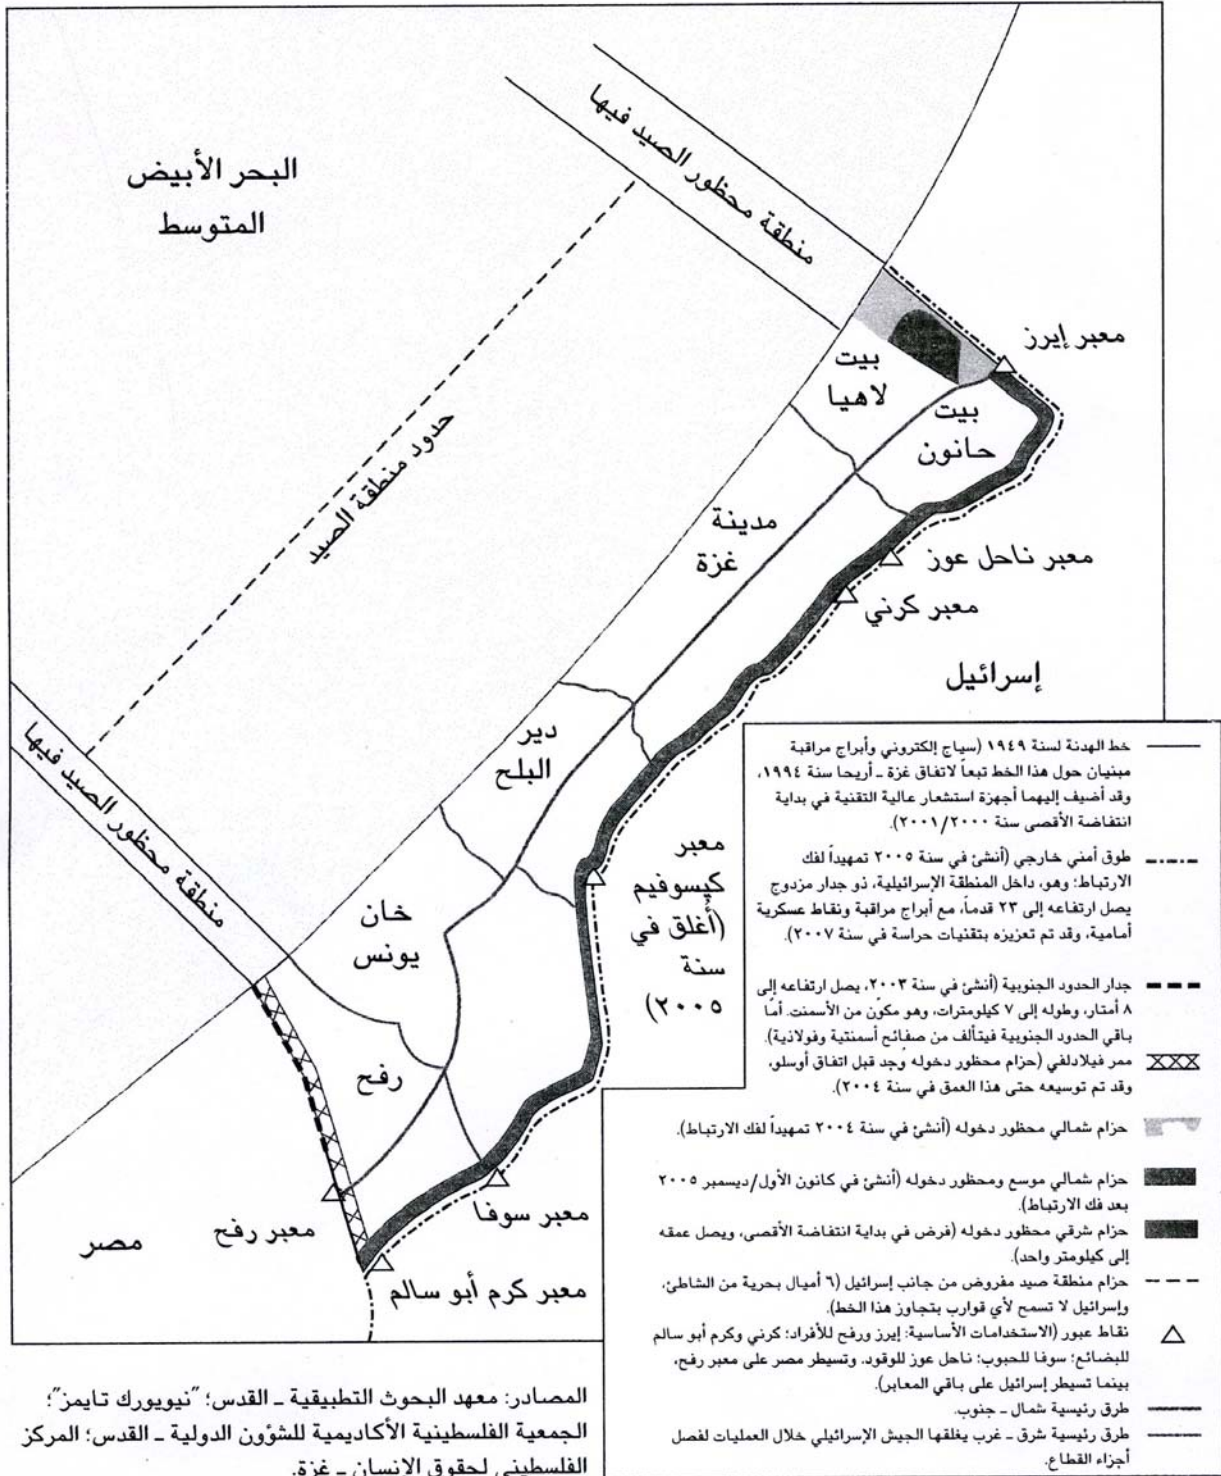 منطقة محظور الصيد فيها
البحر الأبيض
المتوسط
معبر إيرز
بيت
لاهيا
بيت
حانون
حدود منطقة الصيد
مدينة
غزة
معبر ناحل عوز
معبر كرني
إسرائيل
منطقة محظور الصيد فيها
دير
البلح
معبر
كيسوفيم
(أُغلق في
سنة
٢٠٠٥)
خان
يونس
رفح
معبر سوفا
معبر رفح
مصر
معبر كرم أبو سالم
خط الهدنة لسنة ١٩٤٩ (سياج إلكتروني وأبراج مراقبة
مبنيان حول هذا الخط تبعاً لاتفاق غزة ـ أريحا سنة ١٩٩٤،
وقد أضيف إليهما أجهزة استشعار عالية التقنية في بداية
انتفاضة الأقصى سنة ٢٠٠٠/٢٠٠١).
طوق أمني خارجي (أنشئ في سنة ٢٠٠٥ تمهيداً لفك
الارتباط؛ وهو، داخل المنطقة الإسرائيلية، ذو جدار مزدوج
يصل ارتفاعه إلى ٢٣ قدماً، مع أبراج مراقبة ونقاط عسكرية
أمامية، وقد تم تعزيزه بتقنيات حراسة في سنة ٢٠٠٧).
جدار الحدود الجنوبية (أنشئ في سنة ٢٠٠٣، يصل ارتفاعه إلى
٨ أمتار، وطوله إلى ٧ كيلومترات، وهو مكوّن من الأسمنت. أما
باقي الحدود الجنوبية فيتألف من صفائح أسمنتية وفولاذية).
ممر فيلادلفي (حزام محظور دخوله وُجد قبل اتفاق أوسلو،
وقد تم توسيعه حتى هذا العمق في سنة ٢٠٠٤).
حزام شمالي محظور دخوله (أنشئ في سنة ٢٠٠٤ تمهيداً لفك الارتباط).
حزام شمالي موسع ومحظور دخوله (أنشئ في كانون الأول/ديسمبر ٢٠٠٥
بعد فك الارتباط).
حزام شرقي محظور دخوله (فرض في بداية انتفاضة الأقصى، ويصل عمقه
إلى كيلومتر واحد).
حزام منطقة صيد مفروض من جانب إسرائيل (٦ أميال بحرية من الشاطئ،
وإسرائيل لا تسمح لأي قوارب بتجاوز هذا الخط).
نقاط عبور (الاستخدامات الأساسية: إيرز ورفح للأفراد؛ كرني وكرم أبو سالم
للبضائع؛ سوفا للحبوب؛ ناحل عوز للوقود. وتسيطر مصر على معبر رفح،
بينما تسيطر إسرائيل على باقي المعابر).
طرق رئيسية شمال ـ جنوب.
طرق رئيسية شرق ـ غرب يغلقها الجيش الإسرائيلي خلال العمليات لفصل
أجزاء القطاع.
المصادر: معهد البحوث التطبيقية ـ القدس؛ "نيويورك تايمز"؛
الجمعية الفلسطينية الأكاديمية للشؤون الدولية ـ القدس؛ المركز
الفلسطيني لحقوق الإنسان ـ غزة.